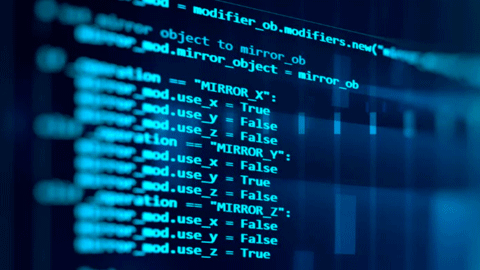 mirror_mod = modifier_ob.modifiers.new("
mirror object to mirror_ob
mirror_mod.mirror_object = mirror_ob
operation == "MIRROR_X":
mirror_mod.use_x = True
mirror_mod.use_y = False
mirror_mod.use_z = False
operation == "MIRROR_Y":
mirror_mod.use_x = False
mirror_mod.use_y = True
mirror_mod.use_z = False
operation == "MIRROR_Z":
mirror_mod.use_x = False
mirror_mod.use_y = False
mirror_mod.use_z = True